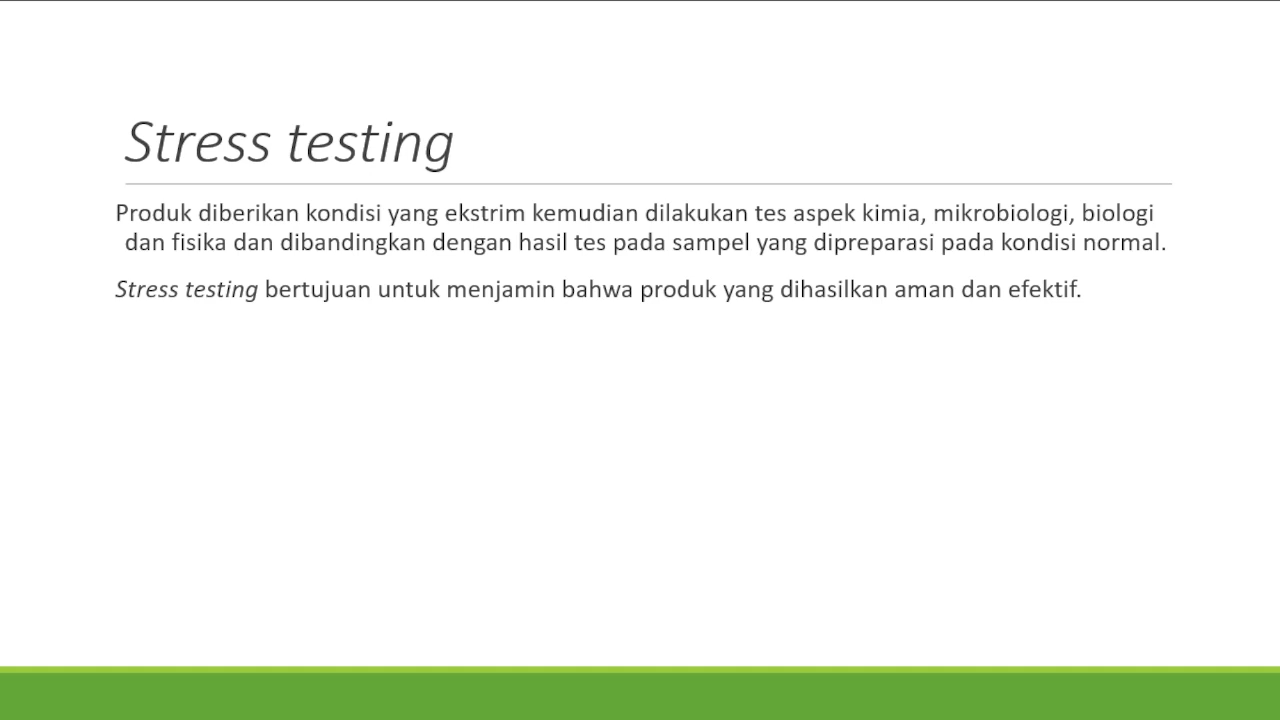 Stress testing
Produk diberikan kondisi yang ekstrim kemudian dilakukan tes aspek kimia, mikrobiologi, biologi
dan fisika dan dibandingkan dengan hasil tes pada sampel yang dipreparasi pada kondisi normal.
Stress testing bertujuan untuk menjamin bahwa produk yang dihasilkan aman dan efektif.